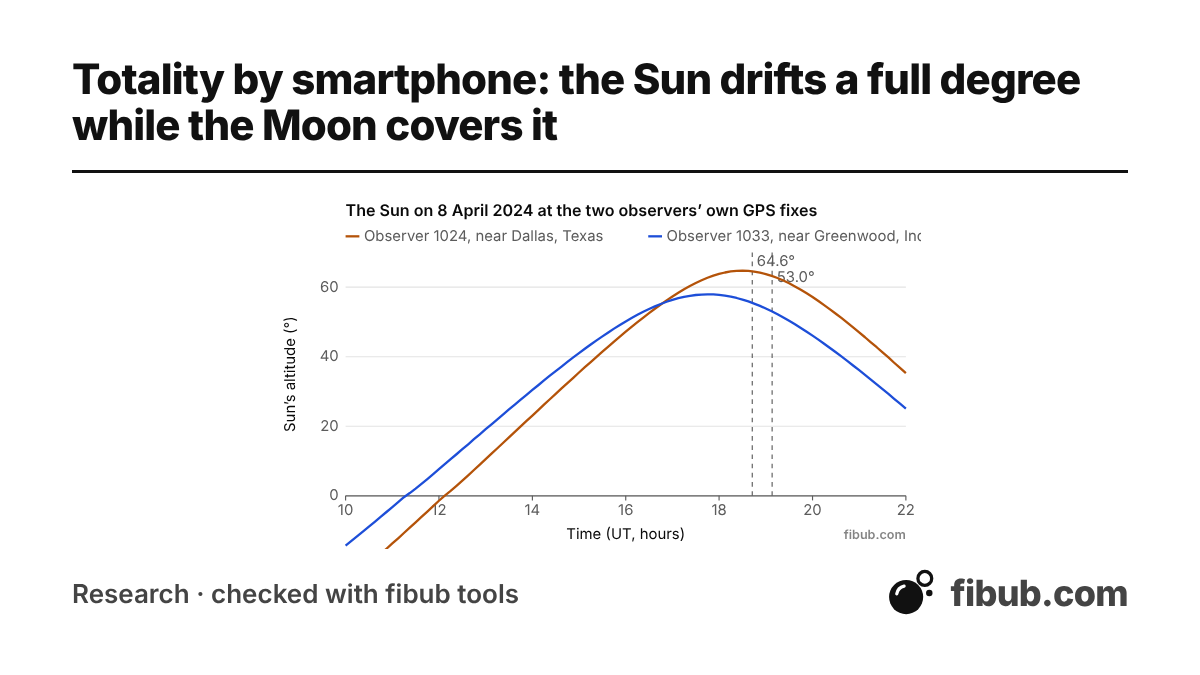 Totality by smartphone: the Sun drifts a full degree
while the Moon covers it
The Sun on 8 April 2024 at the two observers’ own GPS fixes
Observer 1024, near Dallas, Texas
Observer 1033, near Greenwood, Inc
64.6°
53.0°
60
40
20
0
Sun’s altitude (°)
10 12 14 16 18 20 22
Time (UT, hours)
fibub.com
Research · checked with fibub tools
fibub.com